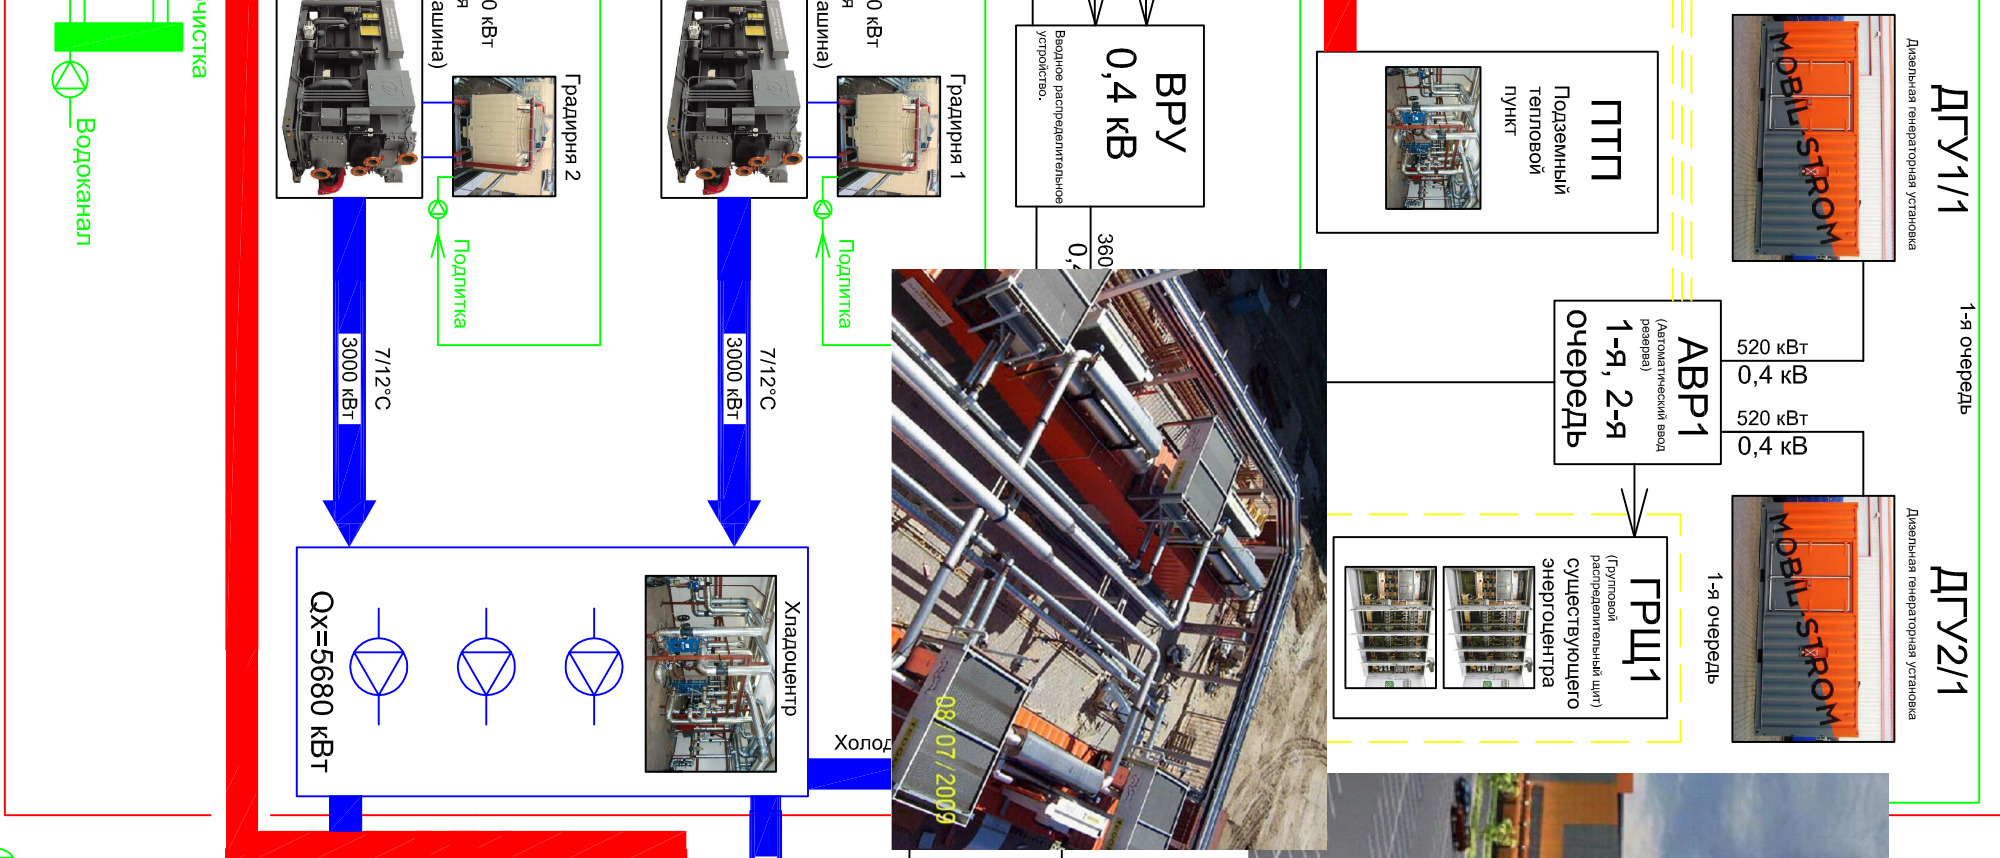 чистка
Водоканал
0 кВт
ашина)
я
Градирня 2
Подпитка
7/12°C
3000 кВт
0 кВт
ашина)
я
Градирня 1
Подпитка
7/12°C
3000 кВт
Хладоцентр
Qх=5680 кВт
Холод
ВРУ
0,4 кВ
Вводное распределительное
устройство.
360
0,4
08/07/2009
ПТП
Подземный
тепловой
пункт
ДГУ1/1
Дизельная генераторная установка
MOBIL-STROM
1-я очередь
АВР1
(Автоматический ввод
резерва)
1-я, 2-я
очередь
520 кВт
0,4 кВ
520 кВт
0,4 кВ
ГРЩ1
(Групповой
распределительный щит)
существующего
энергоцентра
1-я очередь
ДГУ2/1
Дизельная генераторная установка
MOBIL-STROM